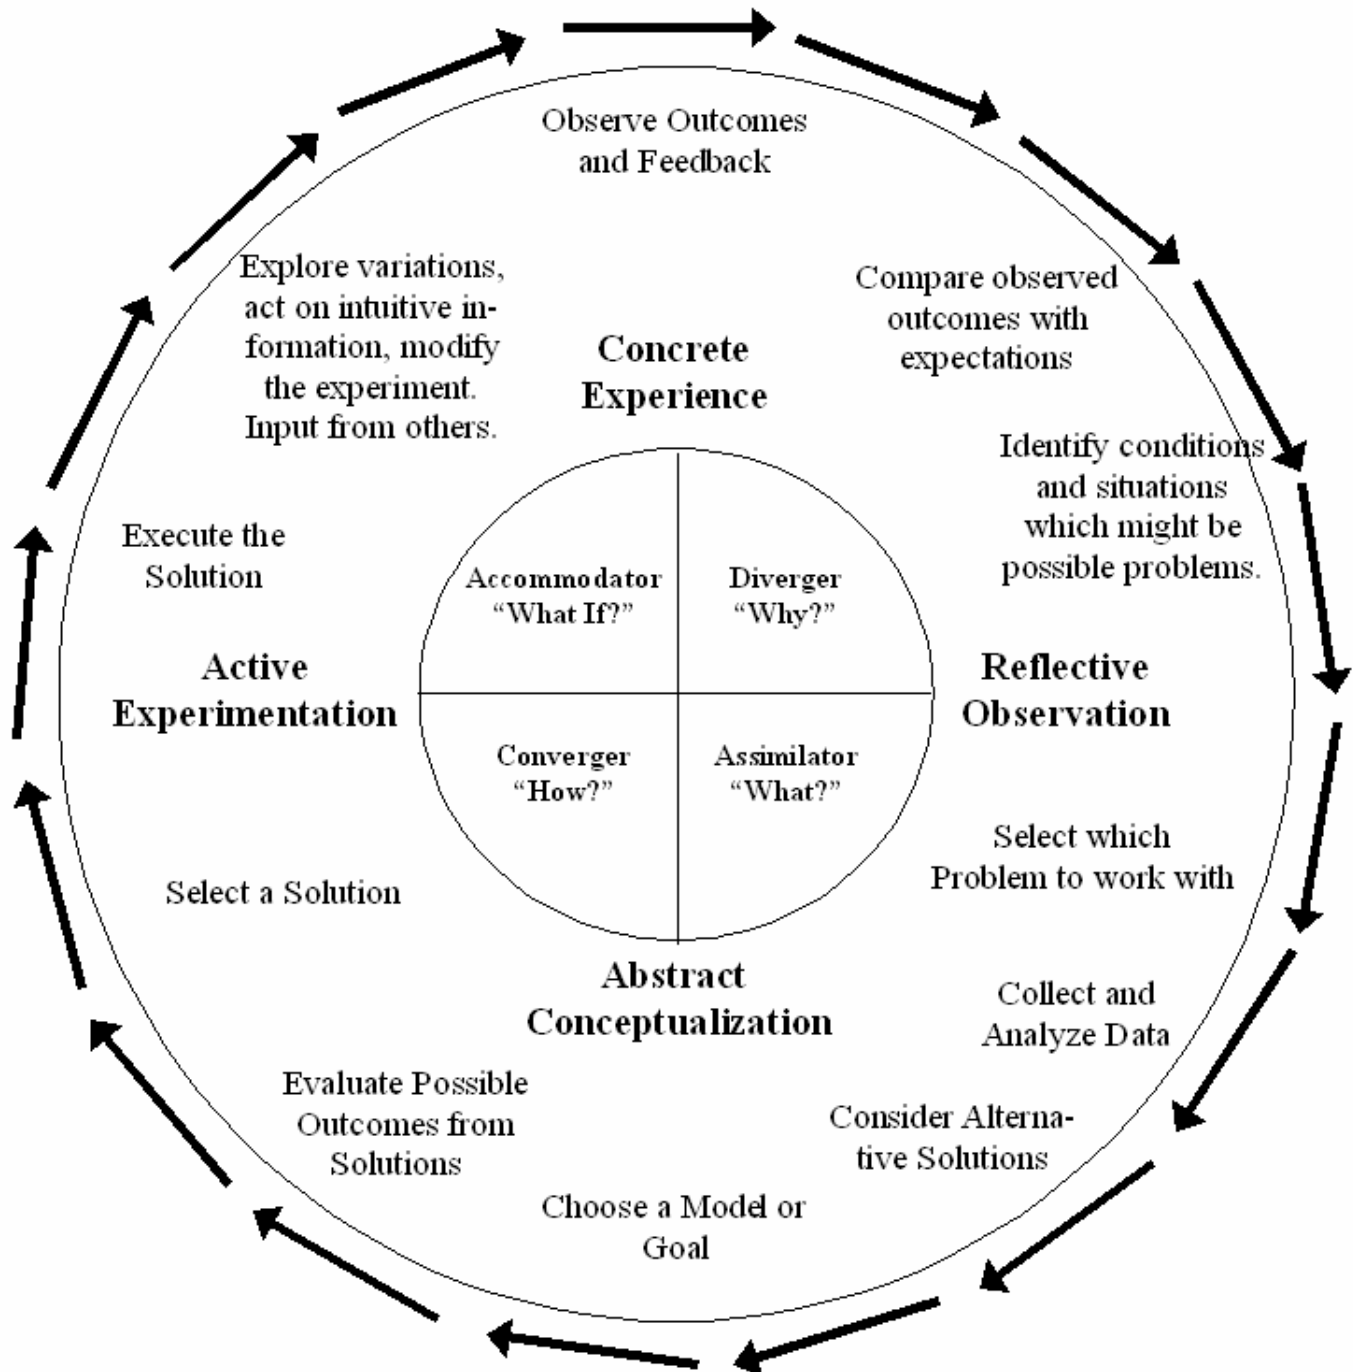 Observe Outcomes
and Feedback
Explore variations,
act on intuitive in-
formation, modify
the experiment.
Input from others.
Compare observed
outcomes with
expectations
Concrete
Experience
Identify conditions
and situations
which might be
possible problems.
Execute the
Solution
Accommodator
“What If?”
Diverger
“Why?”
Active
Experimentation
Reflective
Observation
Converger
“How?”
Assimilator
“What?”
Select which
Problem to work with
Select a Solution
Abstract
Conceptualization
Collect and
Analyze Data
Evaluate Possible
Outcomes from
Solutions
Consider Alterna-
tive Solutions
Choose a Model or
Goal